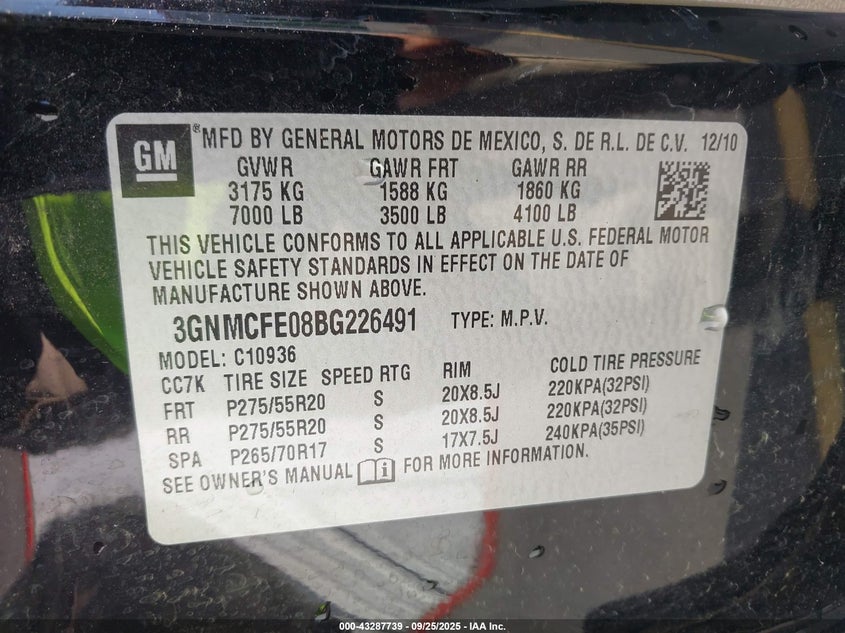 GM
® MFD BY GENERAL MOTORS DE MEXICO, S. DE R.L. DE C.V. 12/10
GVWR GAWR FRT GAWR RR
3175 KG 1588 KG 1860 KG
7000 LB 3500 LB 4100 LB
THIS VEHICLE CONFORMS TO ALL APPLICABLE U.S. FEDERAL MOTOR
VEHICLE SAFETY STANDARDS IN EFFECT ON THE DATE OF
MANUFACTURE SHOWN ABOVE.
3GNMCFE08BG226491 TYPE: M.P.V.
MODEL: C10936
CC7K TIRE SIZE SPEED RTG RIM COLD TIRE PRESSURE
FRT P275/55R20 S 20X8.5J 220KPA(32PSI)
RR P275/55R20 S 20X8.5J 220KPA(32PSI)
SPA P265/70R17 S 17X7.5J 240KPA(35PSI)
SEE OWNER'S MANUAL FOR MORE INFORMATION.
000-43287739 - 09/25/2025 - IAA Inc.